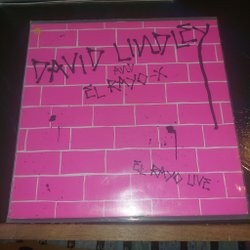 DAVID LINDLEY
AND
EL RAYO-X
EL RAYO LIVE